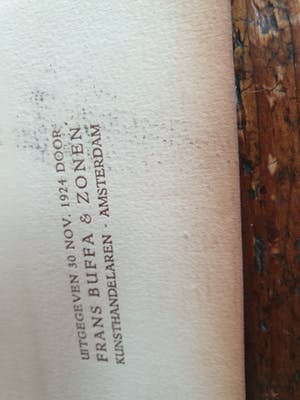 UITGEGEVEN 30 NOV. 1924 DOOR
FRANS BUFFA & ZONEN
KUNSTHANDELAREN - AMSTERDAM